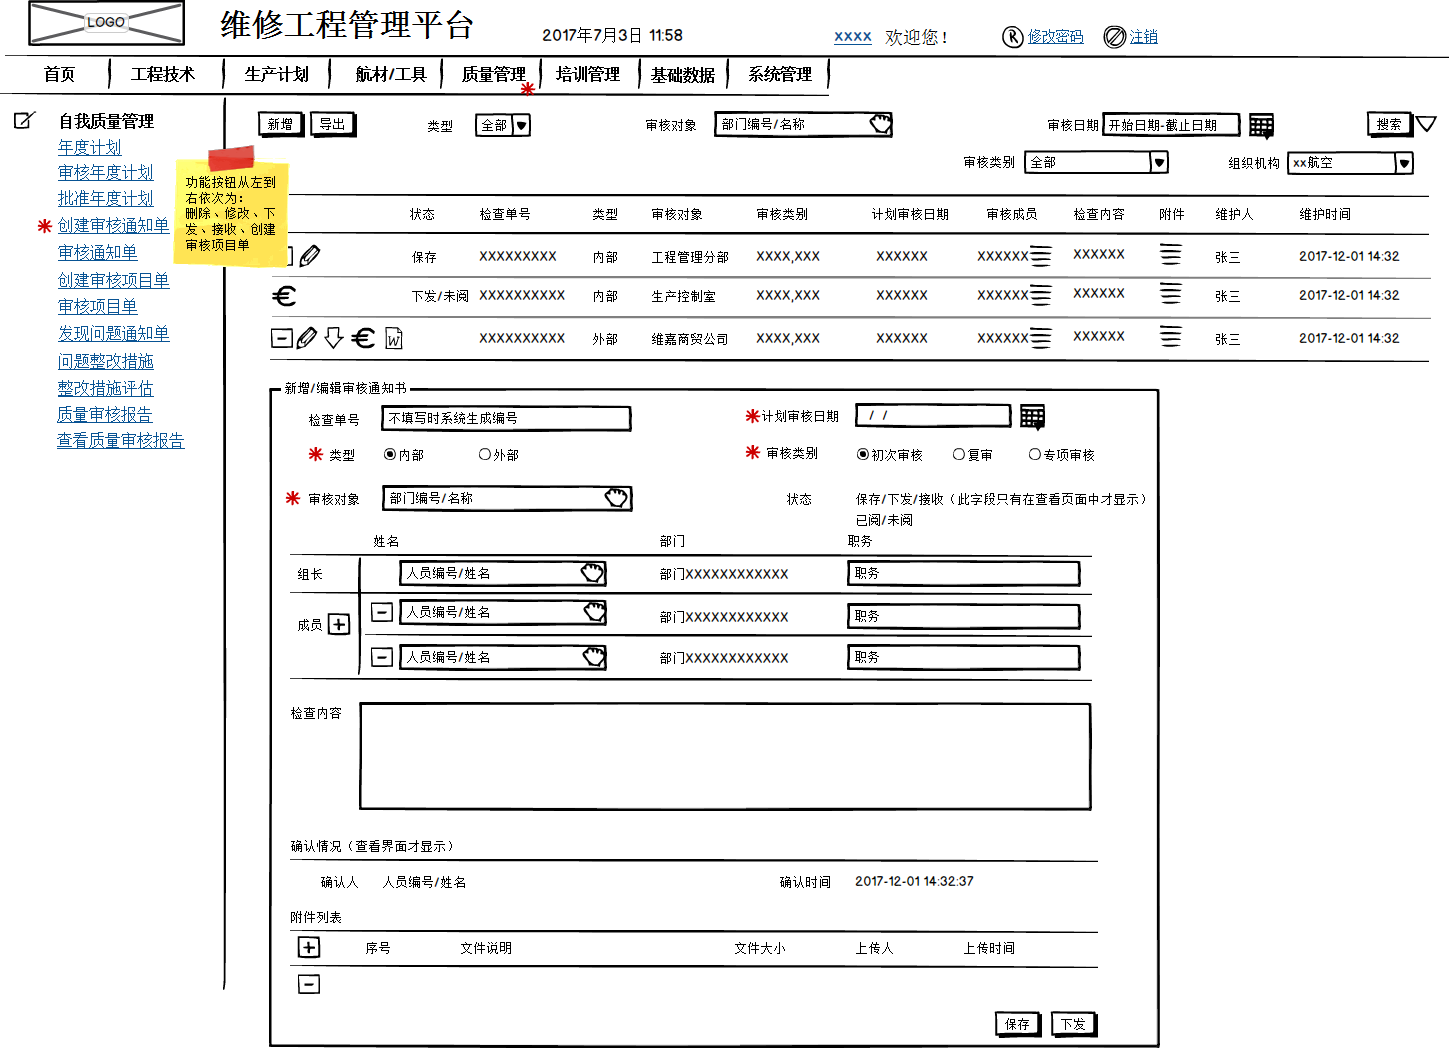 LOGO
维修工程管理平台
2017年7月3日 11:58
xxxx 欢迎您！
R 修改密码 注销
首页 工程技术 生产计划 航材/工具 质量管理 培训管理 基础数据 系统管理
自我质量管理
年度计划
审核年度计划
批准年度计划
创建审核通知单
审核通知单
创建审核项目单
审核项目单
发现问题通知单
问题整改措施
整改措施评估
质量审核报告
查看质量审核报告
功能按钮从左到
右依次为：
删除、修改、下
发、接收、创建
审核项目单
新增 导出 类型 全部 审核对象 部门编号/名称 审核日期 开始日期-截止日期 搜索
审核类别 全部 组织机构 xx航空
状态 检查单号 类型 审核对象 审核类别 计划审核日期 审核成员 检查内容 附件 维护人 维护时间
保存 XXXXXXXXX 内部 工程管理分部 XXXX,XXX XXXXXX XXXXXX XXXXXX 张三 2017-12-01 14:32
€ 下发/未阅 XXXXXXXXXX 内部 生产控制室 XXXX,XXX XXXXXX XXXXXX XXXXXX 张三 2017-12-01 14:32
€ W XXXXXXXXXX 外部 维嘉商贸公司 XXXX,XXX XXXXXX XXXXXX XXXXXX 张三 2017-12-01 14:32
新增/编辑审核通知书
检查单号 不填写时系统生成编号 计划审核日期 / /
类型 内部 外部 审核类别 初次审核 复审 专项审核
审核对象 部门编号/名称 状态 保存/下发/接收（此字段只有在查看页面中才显示）
已阅/未阅
姓名 部门 职务
组长 人员编号/姓名 部门XXXXXXXXXXXX 职务
成员 人员编号/姓名 部门XXXXXXXXXXXX 职务
人员编号/姓名 部门XXXXXXXXXXXX 职务
检查内容
确认情况（查看界面才显示）
确认人 人员编号/姓名 确认时间 2017-12-01 14:32:37
附件列表
序号 文件说明 文件大小 上传人 上传时间
保存 下发